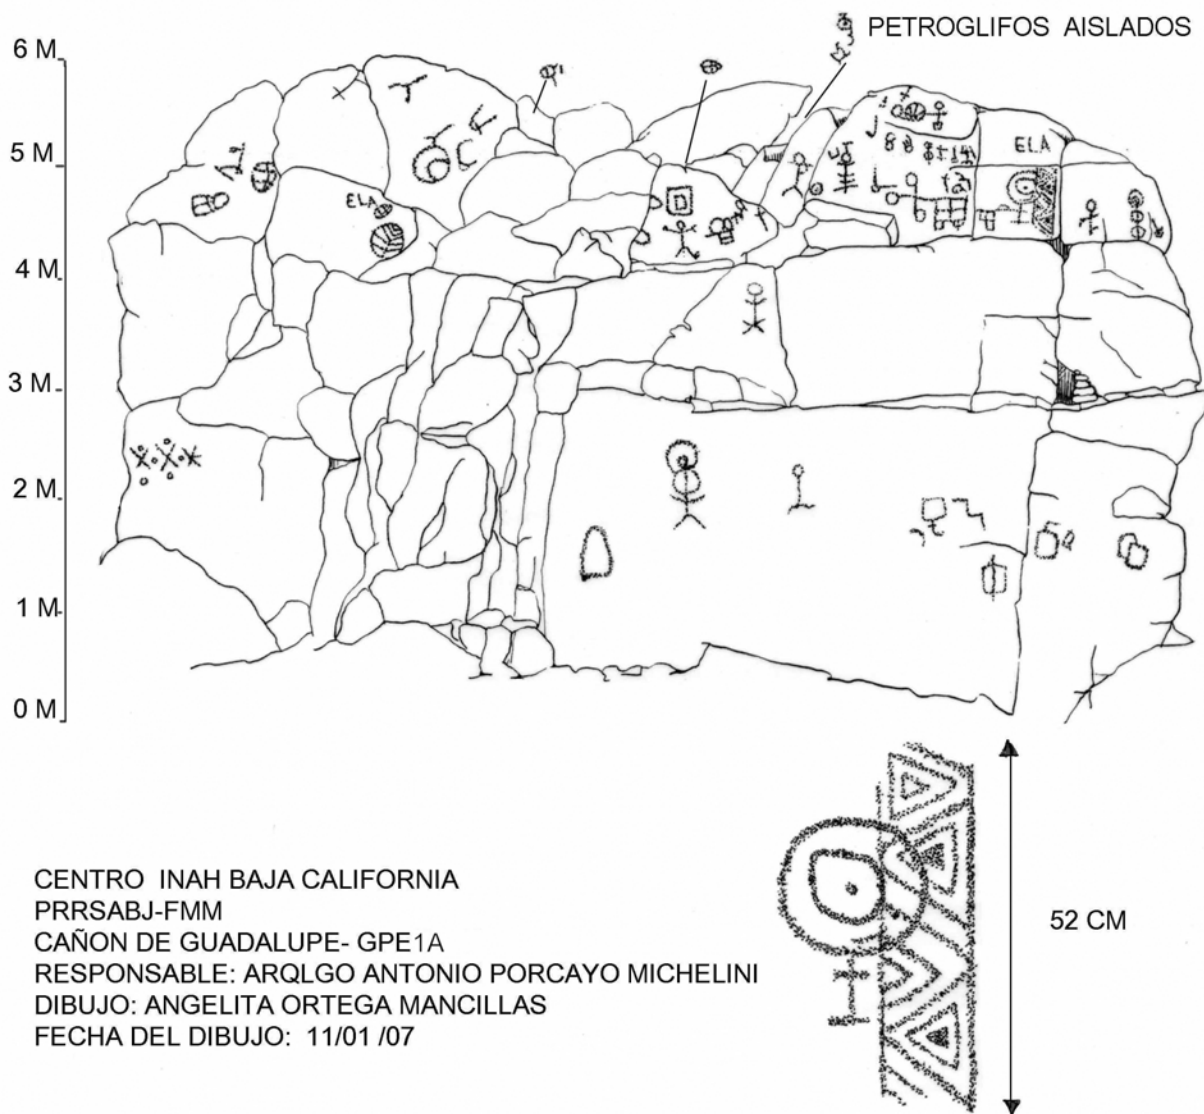 PETROGLIFOS AISLADOS
6 M
5 M
4 M
3 M
2 M
1 M
0 M
ELA
ELA
52 CM
CENTRO INAH BAJA CALIFORNIA
PRRSABJ-FMM
CAÑON DE GUADALUPE- GPE1A
RESPONSABLE: ARQLGO ANTONIO PORCAYO MICHELINI
DIBUJO: ANGELITA ORTEGA MANCILLAS
FECHA DEL DIBUJO: 11/01 /07